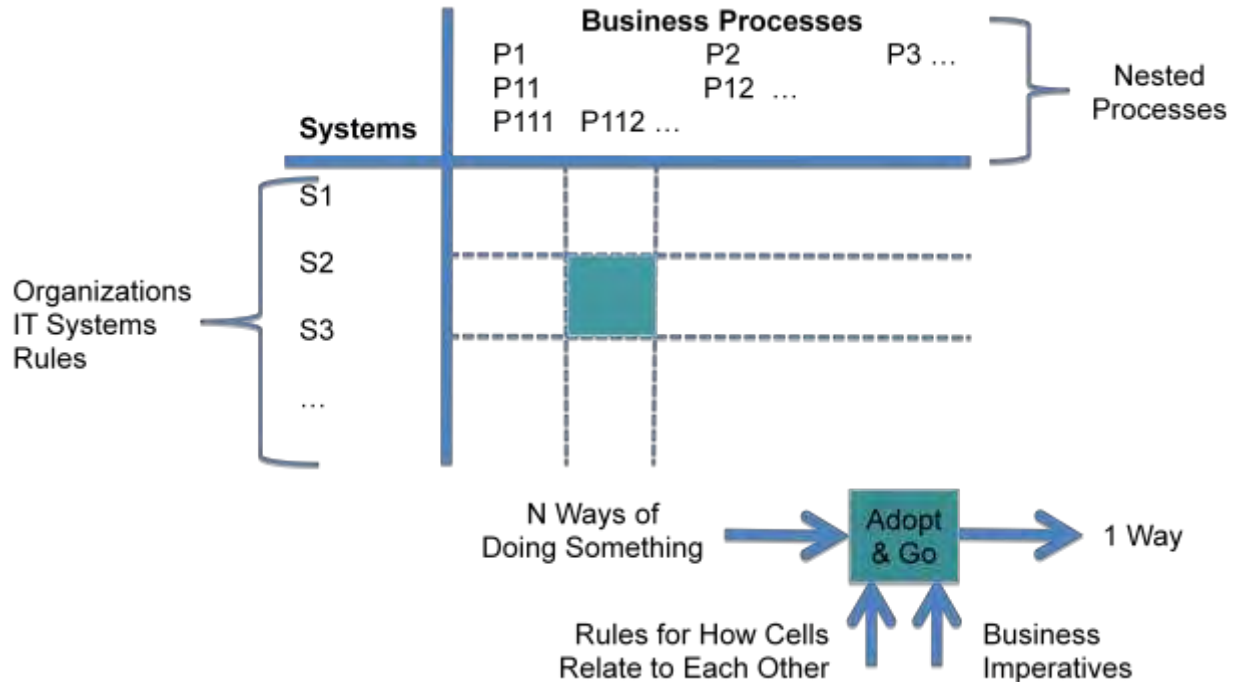 Business Processes
P1 P2 P3 ...
P11 P12 ...
P111 P112 ...
Nested
Processes
Systems
S1
S2
S3
...
Organizations
IT Systems
Rules
N Ways of
Doing Something
Adopt
& Go
1 Way
Rules for How Cells
Relate to Each Other
Business
Imperatives